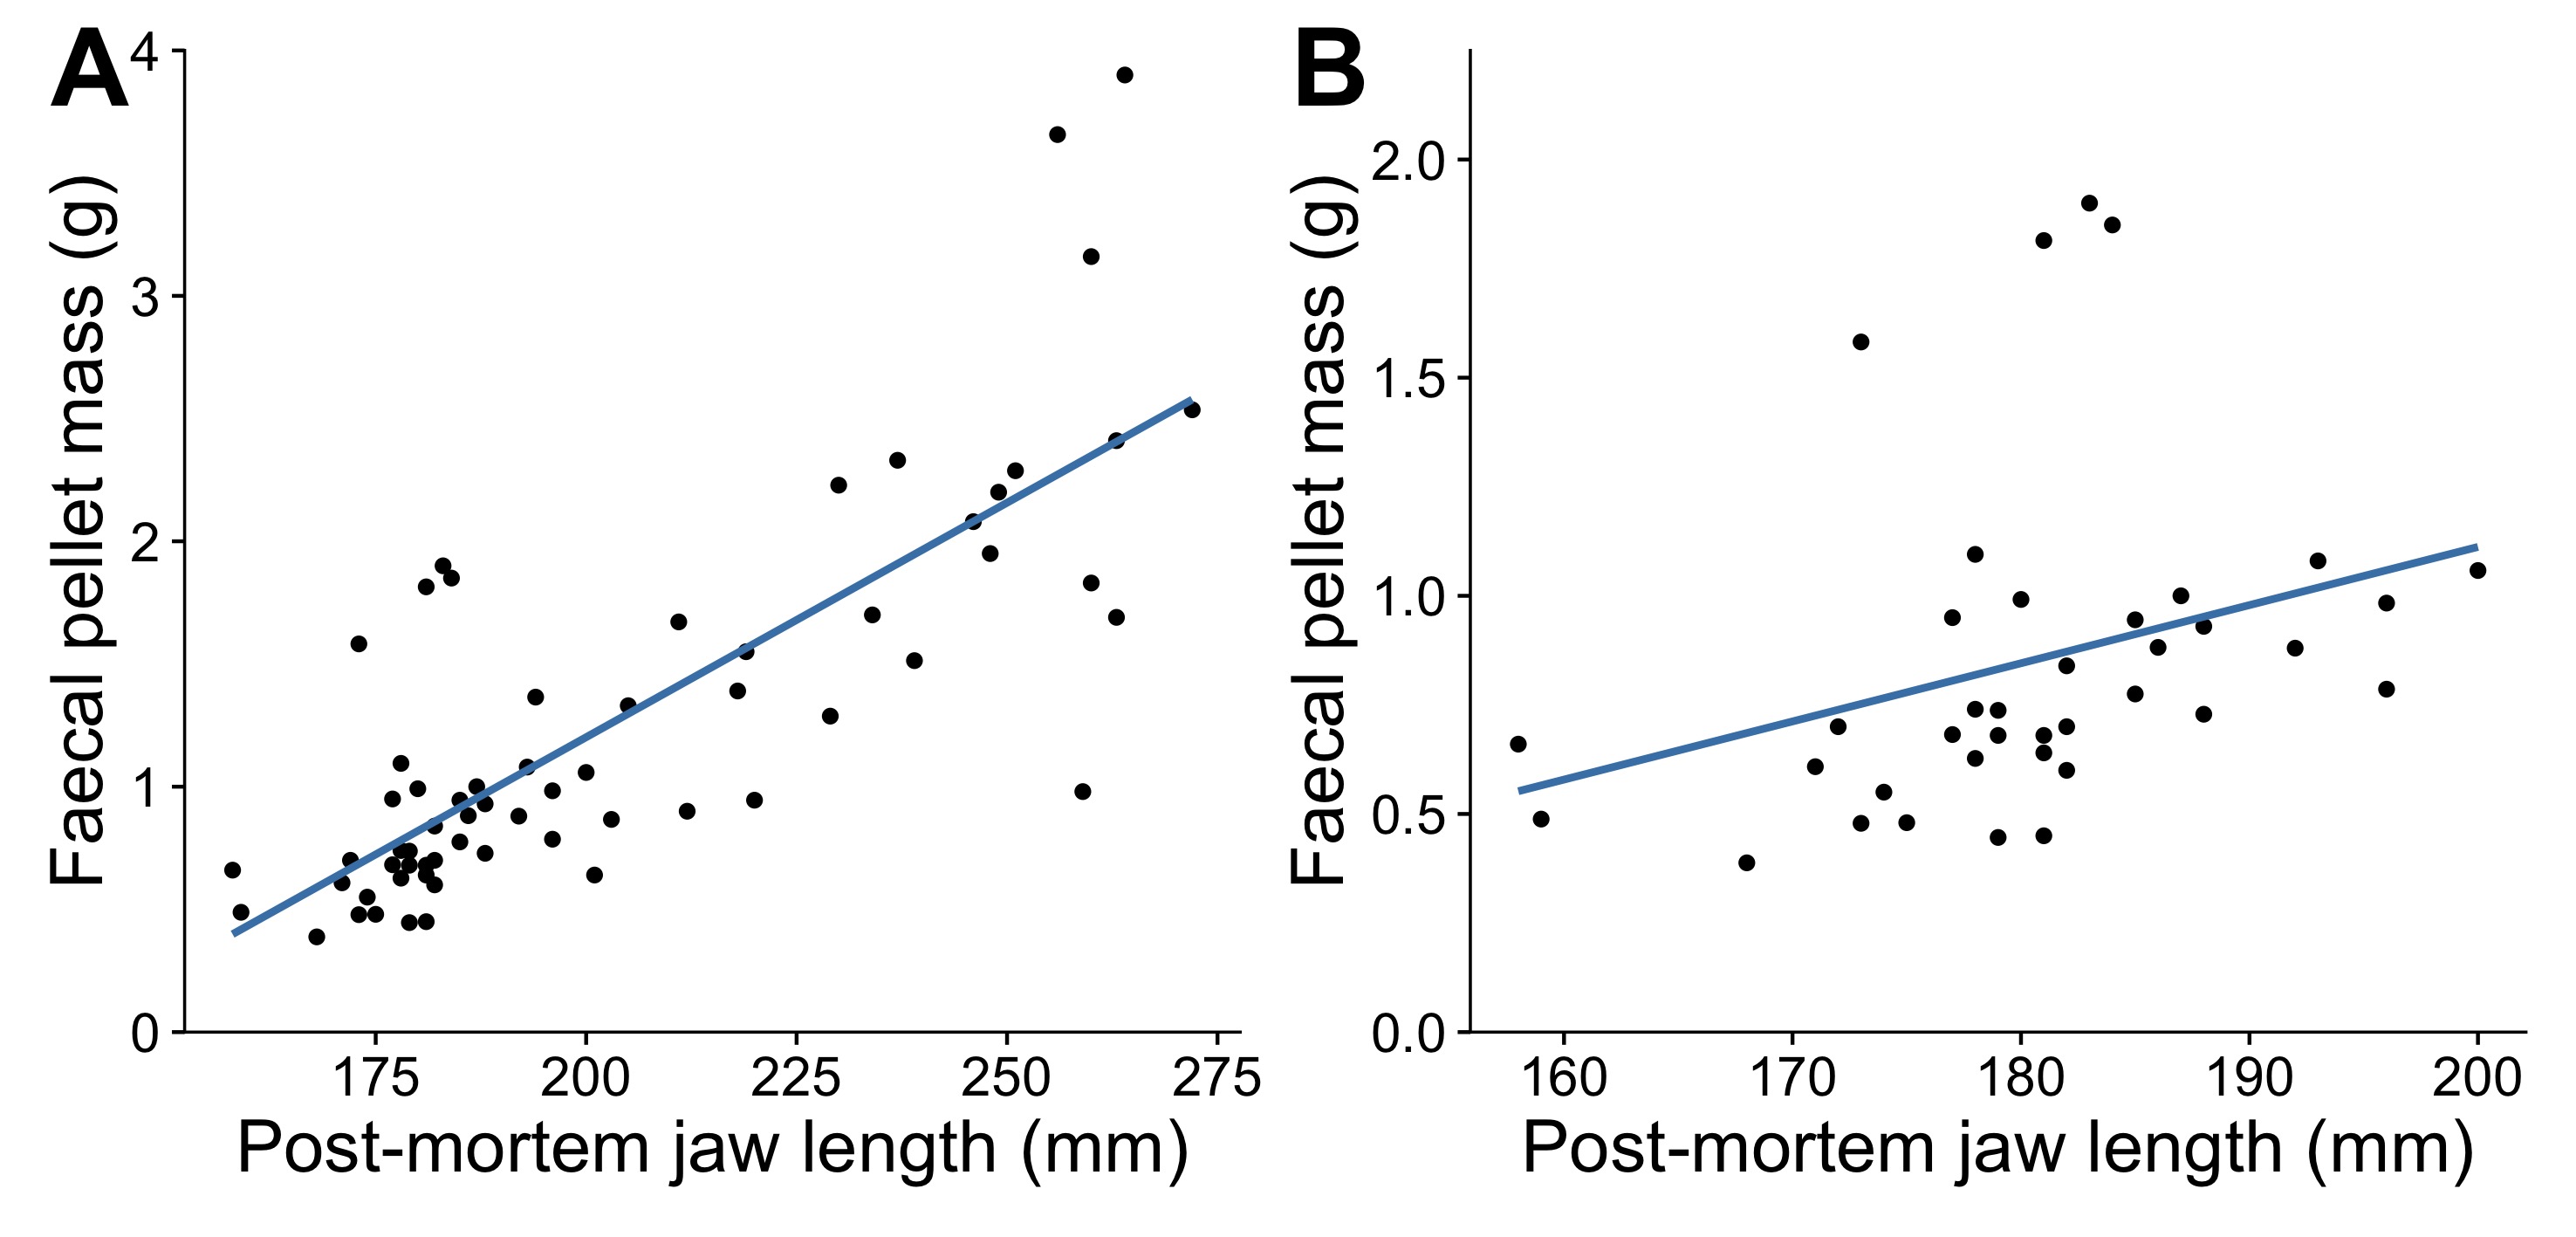 A
4
3
2
1
0
Faecal pellet mass (g)
175 200 225 250 275
Post-mortem jaw length (mm)
B
2.0
1.5
1.0
0.5
0.0
Faecal pellet mass (g)
160 170 180 190 200
Post-mortem jaw length (mm)